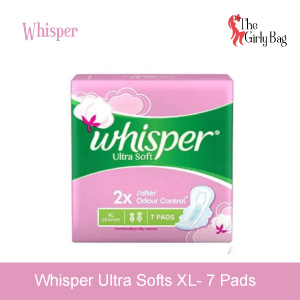 Whisper
The
Girly Bag
whisper®
Ultra Soft
2x Softer
Odour Control
XL
7 PADS
Whisper Ultra Softs XL- 7 Pads